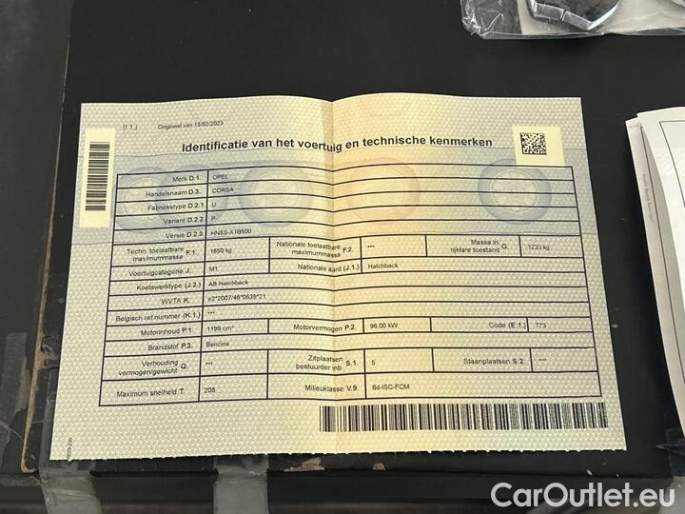 (I.1.) Origineel van 15/02/2023
Identificatie van het voertuig en technische kenmerken
Merk D.1. OPEL
Handelsnaam D.3. CORSA
Fabriekstype D.2.1 U
Variant D.2.2 P
Versie D.2.3 HNSS-X1B500
Techn. toelaatbare maximummassa F.1. 1650 kg Nationale toelaatbare maximummassa F.2. *** Massa in rijklare toestand G. 1233 kg
Voertuigcategorie J. M1 Nationale aard (J.1.) Hatchback
Koetswerktype (J.2.) AB Hatchback
WVTA K. e2*2007/46*0639*21
Belgisch ref.nummer (K.1.) ***
Motorinhoud P.1. 1199 cm³ Motorvermogen P.2. 96.00 kW Code (E.1.) 773
Brandstof P.3. Benzine
Verhouding vermogen/gewicht Q. *** Zitplaatsen bestuurder inb S.1. 5 Staanplaatsen S.2. ***
Maximum snelheid T. 208 Milieuklasse V.9. 6d-ISC-FCM
CarOutlet.eu